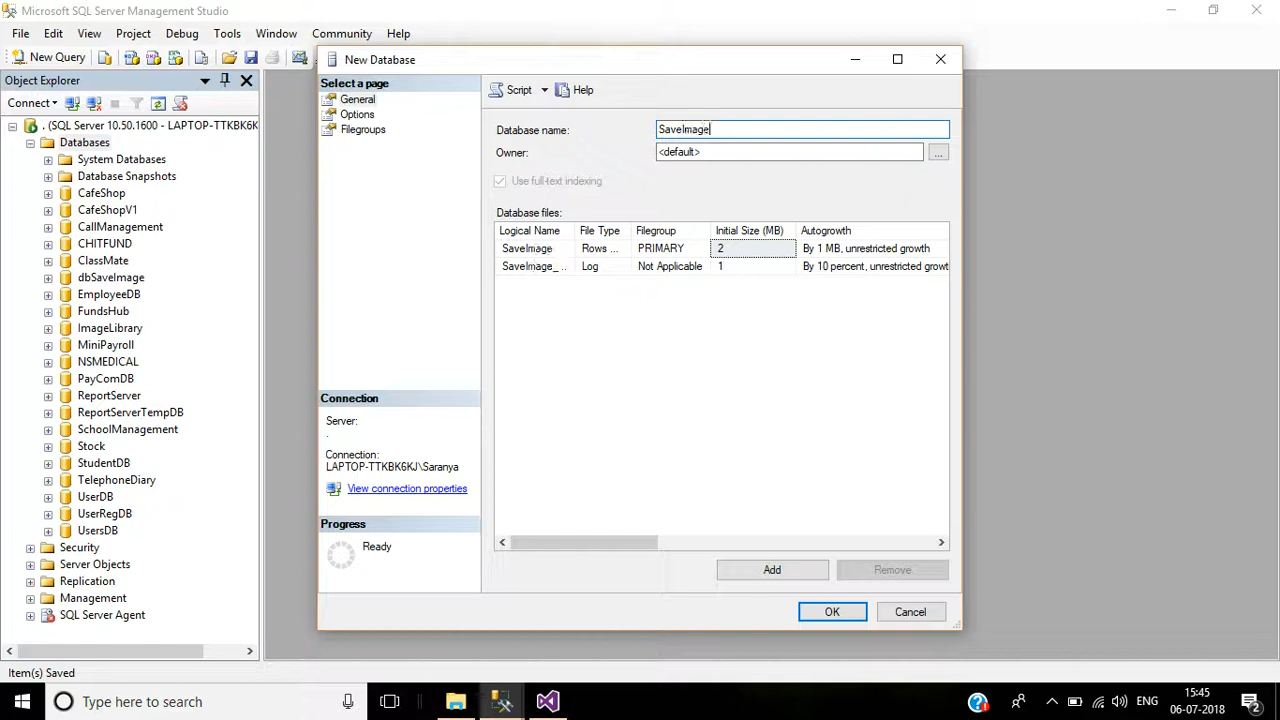 Microsoft SQL Server Management Studio
File Edit View Project Debug Tools Window Community Help
New Query
Object Explorer
Connect
. (SQL Server 10.50.1600 - LAPTOP-TTKBK6K
Databases
System Databases
Database Snapshots
CafeShop
CafeShopV1
CallManagement
CHITFUND
ClassMate
dbSaveImage
EmployeeDB
FundsHub
ImageLibrary
MiniPayroll
NSMEDICAL
PayComDB
ReportServer
ReportServerTempDB
SchoolManagement
Stock
StudentDB
TelephoneDiary
UserDB
UserRegDB
UsersDB
Security
Server Objects
Replication
Management
SQL Server Agent
New Database
Select a page
General
Options
Filegroups
Connection
Server:
.
Connection:
LAPTOP-TTKBK6KJ\Saranya
View connection properties
Progress
Ready
Script Help
Database name: SaveImage
Owner: <default> ...
Use full-text indexing
Database files:
Logical Name File Type Filegroup Initial Size (MB) Autogrowth
SaveImage Rows ... PRIMARY 2 By 1 MB, unrestricted growth
SaveImage_ .. Log Not Applicable 1 By 10 percent, unrestricted growt
Add Remove
OK Cancel
Item(s) Saved
Type here to search
ENG
15:45
06-07-2018
2